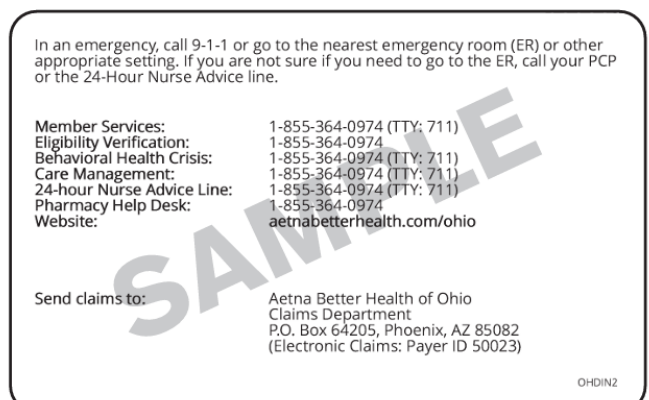 In an emergency, call 9-1-1 or go to the nearest emergency room (ER) or other
appropriate setting. If you are not sure if you need to go to the ER, call your PCP
or the 24-Hour Nurse Advice line.
Member Services: 1-855-364-0974 (TTY: 711)
Eligibility Verification: 1-855-364-0974
Behavioral Health Crisis: 1-855-364-0974 (TTY: 711)
Care Management: 1-855-364-0974 (TTY: 711)
24-hour Nurse Advice Line: 1-855-364-0974 (TTY: 711)
Pharmacy Help Desk: 1-855-364-0974
Website: aetnabetterhealth.com/ohio
SAMPLE
Send claims to: Aetna Better Health of Ohio
Claims Department
P.O. Box 64205, Phoenix, AZ 85082
(Electronic Claims: Payer ID 50023)
OHDIN2